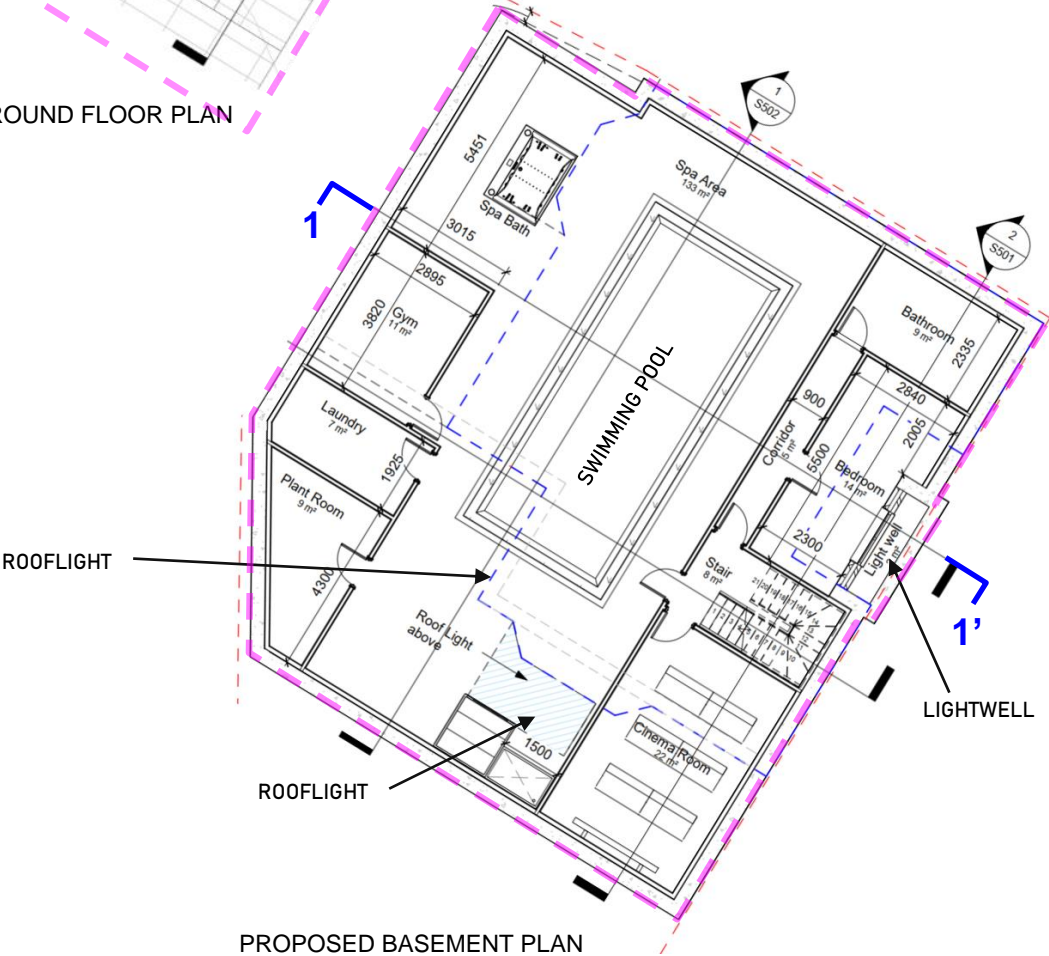 ROUND FLOOR PLAN
1
S502
Spa Area
133 m²
5451
Spa Bath
3015
1
2
S501
2895
3820
Gym
11 m²
Bathroom
9 m²
2335
2840
900
2005
SWIMMING POOL
Corridor
5 m²
5500
Bedroom
14 m²
Laundry
7 m²
1925
Plant Room
9 m²
2300
Light well
ROOFLIGHT
4300
Stair
8 m²
1'
Roof Light
above
LIGHTWELL
1500
Cinema Room
22 m²
ROOFLIGHT
PROPOSED BASEMENT PLAN